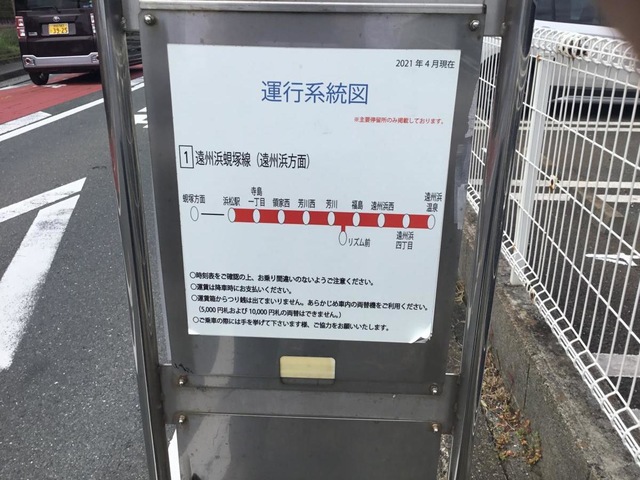 2021年4月現在
運行系統図
※主要停留所のみ掲載しております。
1 遠州浜蜆塚線（遠州浜方面）
蜆塚方面
浜松駅
寺島一丁目
領家西
芳川西
芳川
福島
遠州浜西
遠州浜四丁目
遠州浜温泉
リズム前
○時刻表をご確認の上、お乗り間違いのないようご注意ください。
○運賃は降車時にお支払いください。
○運賃箱からつり銭は出てまいりません。あらかじめ車内の両替機をご利用ください。
（5,000円札および10,000円札の両替はできません。）
○ご乗車の際には手を挙げて下さいます様、ご協力をお願いいたします。